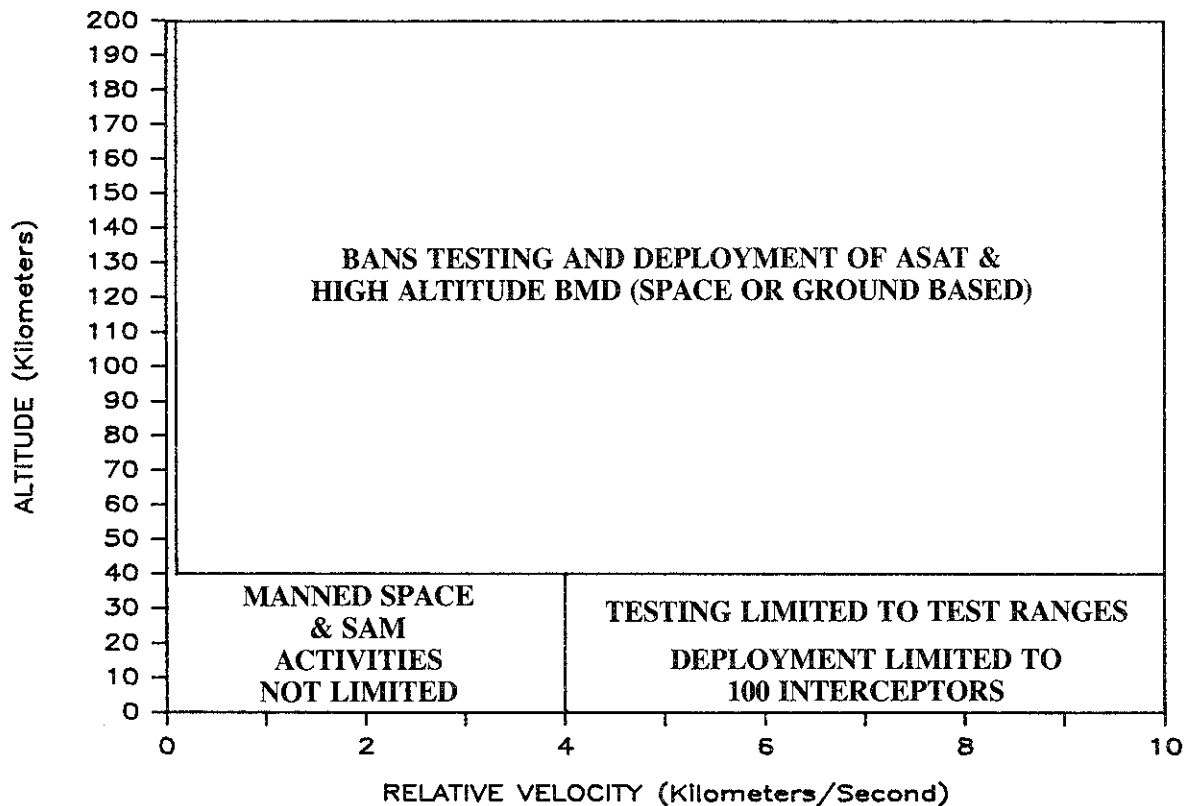 200
190
180
170
160
150
140
130
120
110
100
90
80
70
60
50
40
30
20
10
0
ALTITUDE (Kilometers)
BANS TESTING AND DEPLOYMENT OF ASAT &
HIGH ALTITUDE BMD (SPACE OR GROUND BASED)
MANNED SPACE
& SAM
ACTIVITIES
NOT LIMITED
TESTING LIMITED TO TEST RANGES
DEPLOYMENT LIMITED TO
100 INTERCEPTORS
0 2 4 6 8 10
RELATIVE VELOCITY (Kilometers/Second)